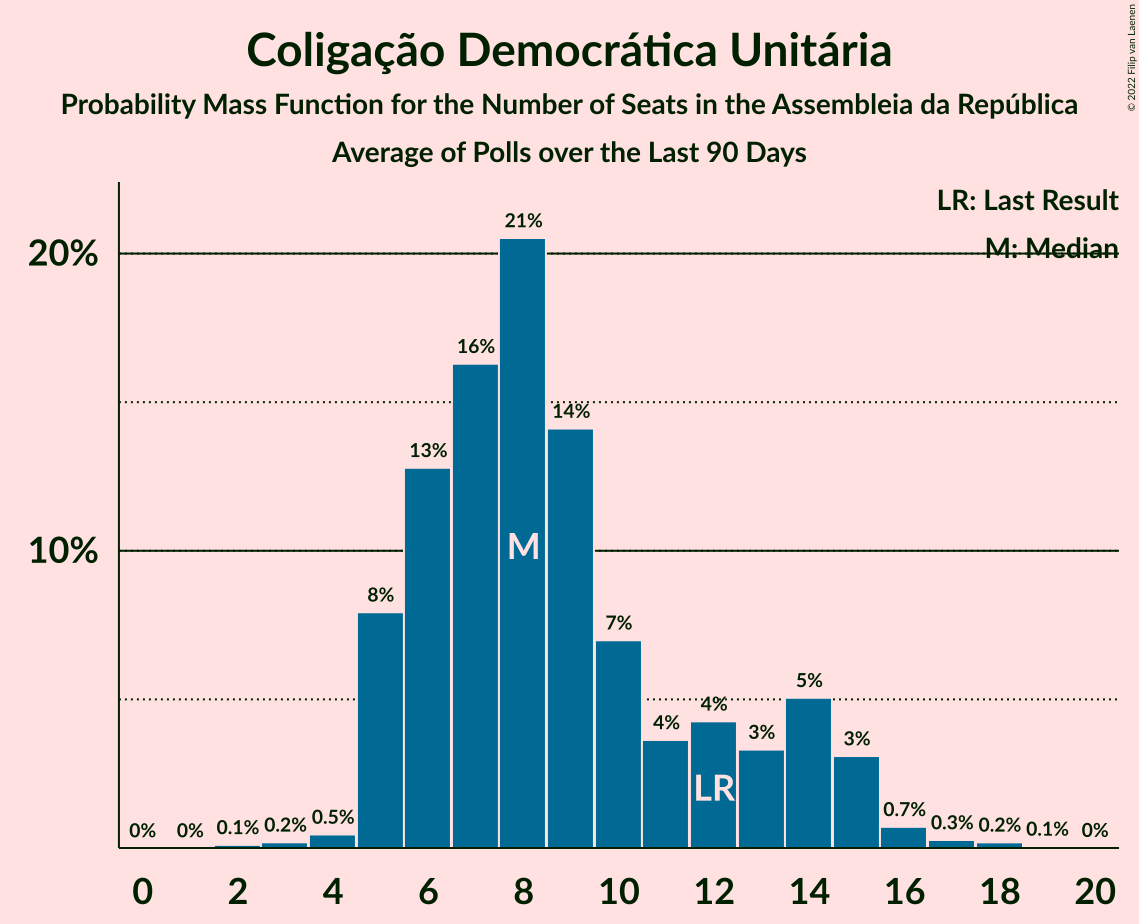 Coligação Democrática Unitária
Probability Mass Function for the Number of Seats in the Assembleia da República
Average of Polls over the Last 90 Days
© 2022 Filip van Laenen
LR: Last Result
M: Median
20%
10%
0%
0%
0.1%
0.2%
0.5%
8%
13%
16%
21%
14%
7%
4%
4%
3%
5%
3%
0.7%
0.3%
0.2%
0.1%
0%
M
LR
0 2 4 6 8 10 12 14 16 18 20